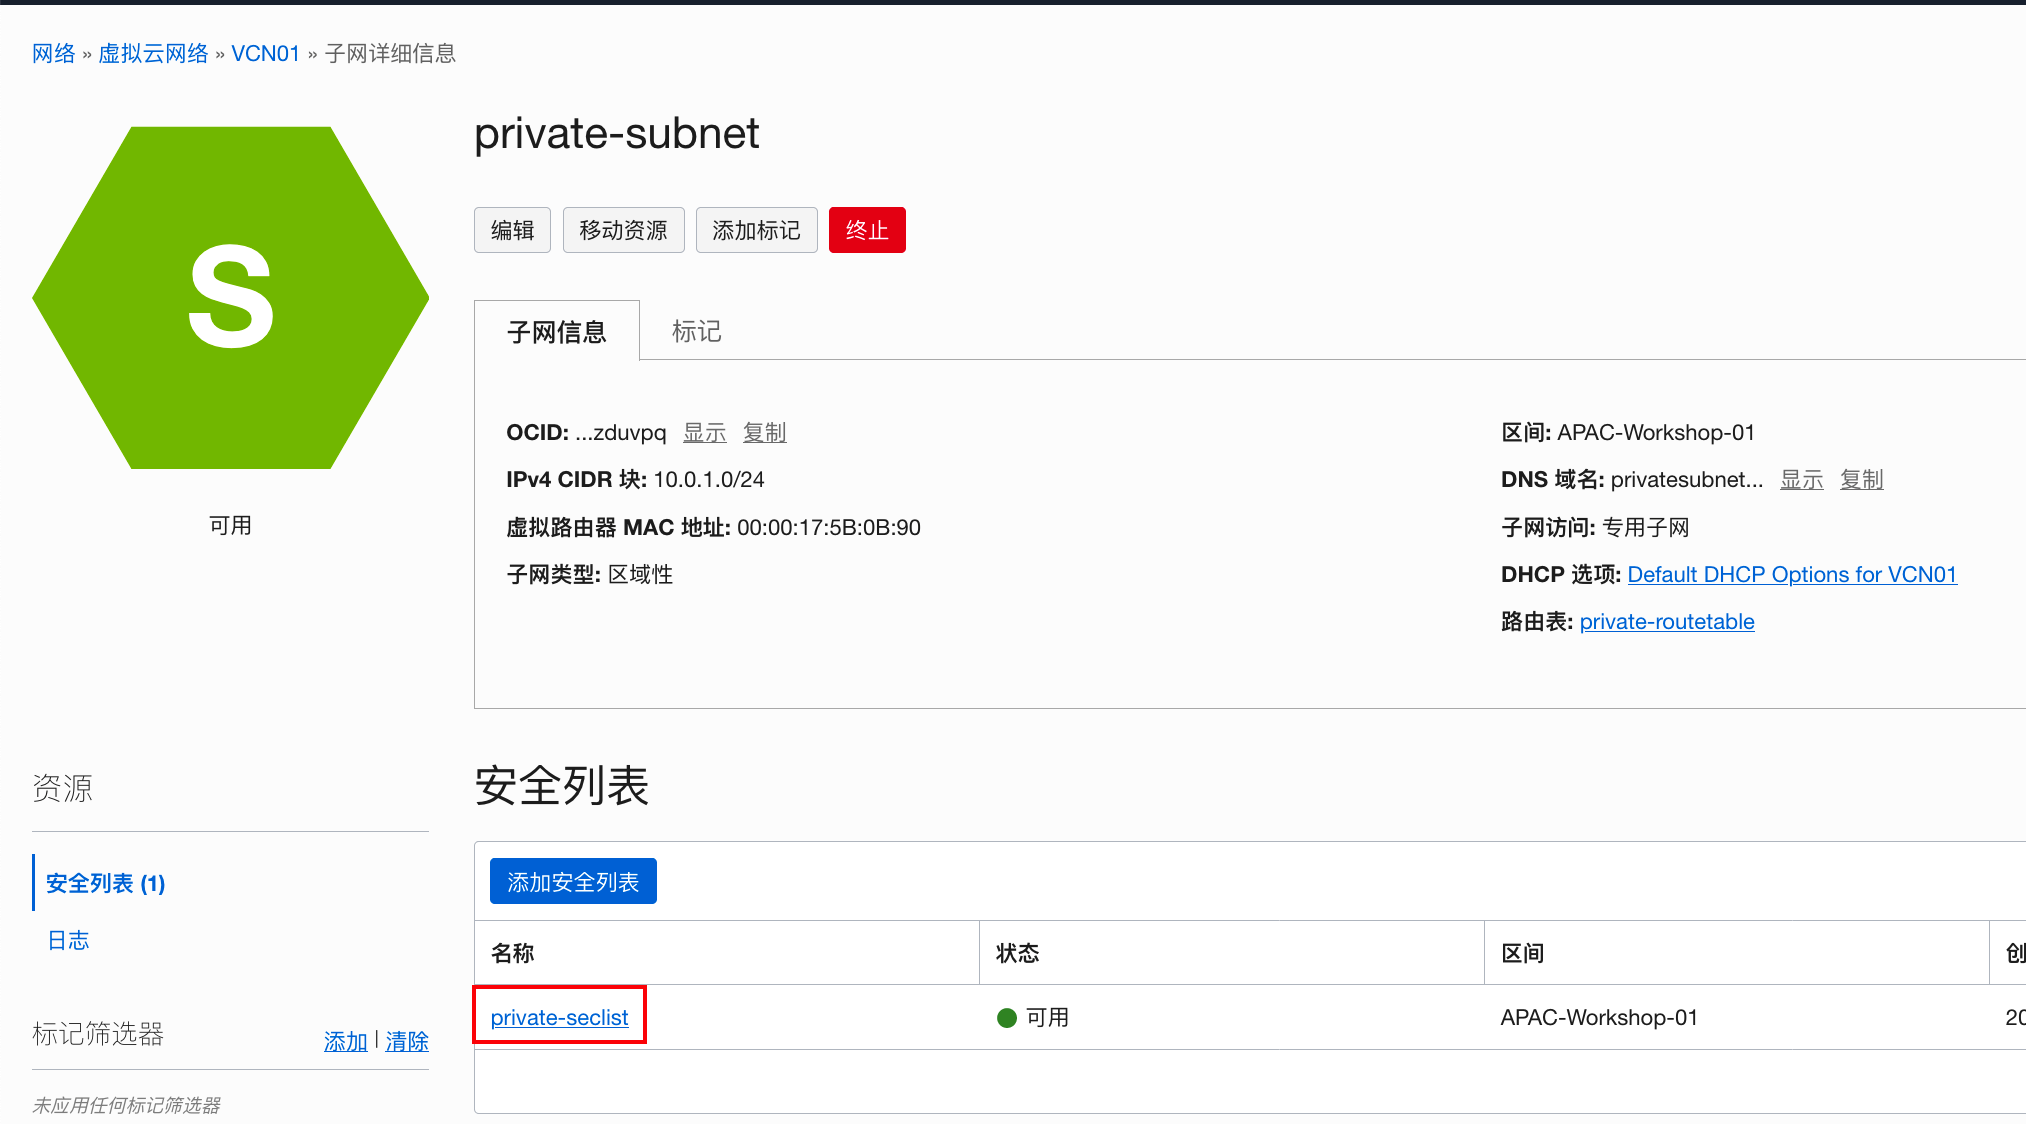 网络 » 虚拟云网络 » VCN01 » 子网详细信息
S
可用
private-subnet
编辑 移动资源 添加标记 终止
子网信息 标记
OCID: ...zduvpq 显示 复制
IPv4 CIDR 块: 10.0.1.0/24
虚拟路由器 MAC 地址: 00:00:17:5B:0B:90
子网类型: 区域性
区间: APAC-Workshop-01
DNS 域名: privatesubnet... 显示 复制
子网访问: 专用子网
DHCP 选项: Default DHCP Options for VCN01
路由表: private-routetable
资源
安全列表 (1)
日志
标记筛选器 添加 | 清除
未应用任何标记筛选器
安全列表
添加安全列表
名称 状态 区间 创
private-seclist 可用 APAC-Workshop-01 20